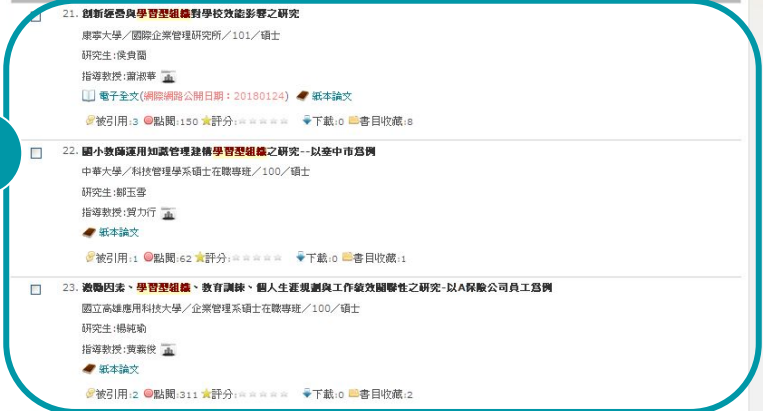 21. 創新經營與學習型組織對學校效能影響之研究
康寧大學／國際企業管理研究所／101／碩士
研究生:侯貴蘭
指導教授:蕭淑華
電子全文(網際網路公開日期：20180124) 紙本論文
被引用:3 點閱:150 評分: 下載:0 書目收藏:8
22. 國小教師運用知識管理建構學習型組織之研究--以臺中市為例
中華大學／科技管理學系碩士在職專班／100／碩士
研究生:鄒玉雪
指導教授:賀力行
紙本論文
被引用:1 點閱:62 評分: 下載:0 書目收藏:1
23. 激勵因素、學習型組織、教育訓練、個人生涯規劃與工作績效關聯性之研究-以A保險公司員工為例
國立高雄應用科技大學／企業管理系碩士在職專班／100／碩士
研究生:楊純瑜
指導教授:黃義俊
紙本論文
被引用:2 點閱:311 評分: 下載:0 書目收藏:2